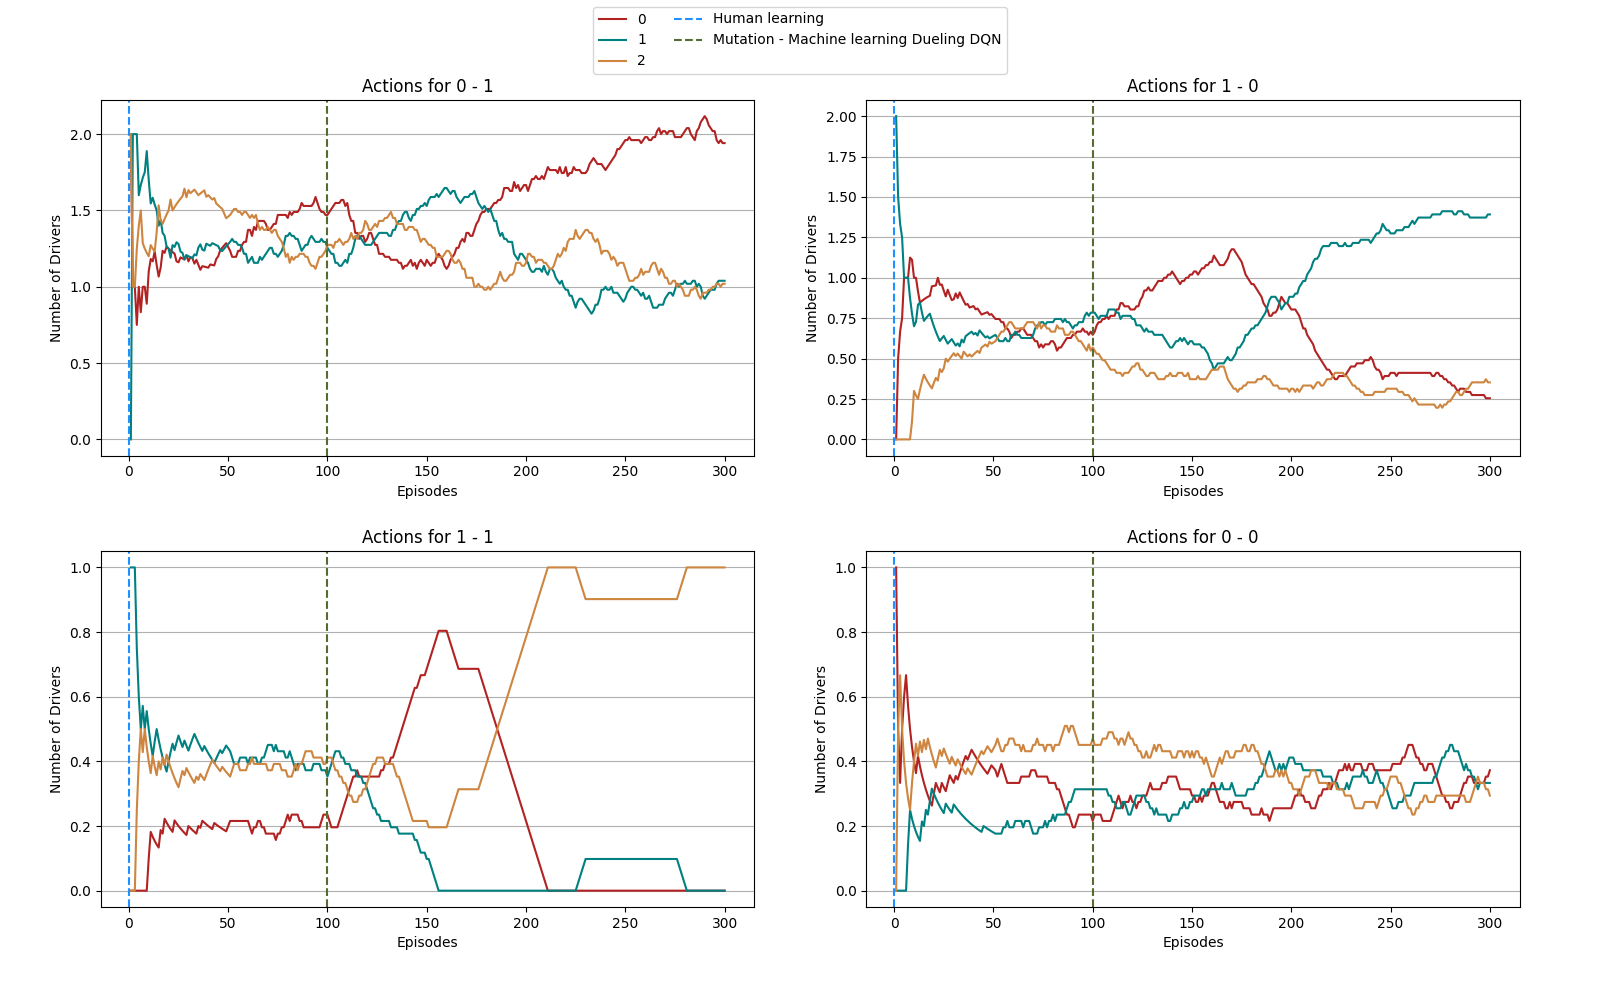 0
1
2
Human learning
Mutation - Machine learning Dueling DQN
Actions for 0 - 1
Number of Drivers
2.0
1.5
1.0
0.5
0.0
0 50 100 150 200 250 300
Episodes
Actions for 1 - 0
Number of Drivers
2.00
1.75
1.50
1.25
1.00
0.75
0.50
0.25
0.00
0 50 100 150 200 250 300
Episodes
Actions for 1 - 1
Number of Drivers
1.0
0.8
0.6
0.4
0.2
0.0
0 50 100 150 200 250 300
Episodes
Actions for 0 - 0
Number of Drivers
1.0
0.8
0.6
0.4
0.2
0.0
0 50 100 150 200 250 300
Episodes